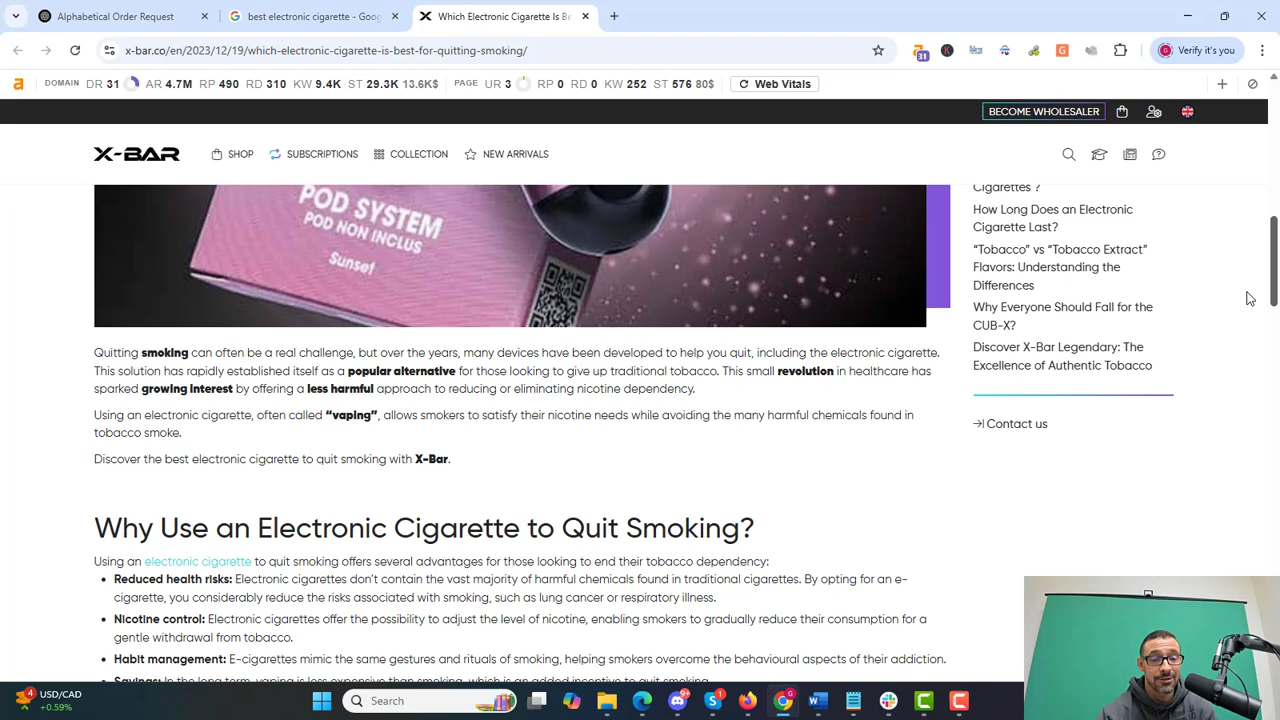 Alphabetical Order Request
best electronic cigarette - Goog
Which Electronic Cigarette Is Be
x-bar.co/en/2023/12/19/which-electronic-cigarette-is-best-for-quitting-smoking/
31
Verify it's you
DOMAIN DR 31 AR 4.7M RP 490 RD 310 KW 9.4K ST 29.3K 13.6K$ PAGE UR 3 RP 0 RD 0 KW 252 ST 576 80$ Web Vitals
BECOME WHOLESALER
X-BAR SHOP SUBSCRIPTIONS COLLECTION NEW ARRIVALS
POD SYSTEM
POD NON INCLUS
Sunset
Cigarettes ?
How Long Does an Electronic
Cigarette Last?
“Tobacco” vs “Tobacco Extract”
Flavors: Understanding the
Differences
Why Everyone Should Fall for the
CUB-X?
Discover X-Bar Legendary: The
Excellence of Authentic Tobacco
Contact us
Quitting smoking can often be a real challenge, but over the years, many devices have been developed to help you quit, including the electronic cigarette.
This solution has rapidly established itself as a popular alternative for those looking to give up traditional tobacco. This small revolution in healthcare has
sparked growing interest by offering a less harmful approach to reducing or eliminating nicotine dependency.
Using an electronic cigarette, often called “vaping”, allows smokers to satisfy their nicotine needs while avoiding the many harmful chemicals found in
tobacco smoke.
Discover the best electronic cigarette to quit smoking with X-Bar.
Why Use an Electronic Cigarette to Quit Smoking?
Using an electronic cigarette to quit smoking offers several advantages for those looking to end their tobacco dependency:
Reduced health risks: Electronic cigarettes don’t contain the vast majority of harmful chemicals found in traditional cigarettes. By opting for an e-
cigarette, you considerably reduce the risks associated with smoking, such as lung cancer or respiratory illness.
Nicotine control: Electronic cigarettes offer the possibility to adjust the level of nicotine, enabling smokers to gradually reduce their consumption for a
gentle withdrawal from tobacco.
Habit management: E-cigarettes mimic the same gestures and rituals of smoking, helping smokers overcome the behavioural aspects of their addiction.
Savings: In the long term, vaping is less expensive than smoking, which is an added incentive to quit smoking.
4 USD/CAD
+0.59%
Search
9+
1